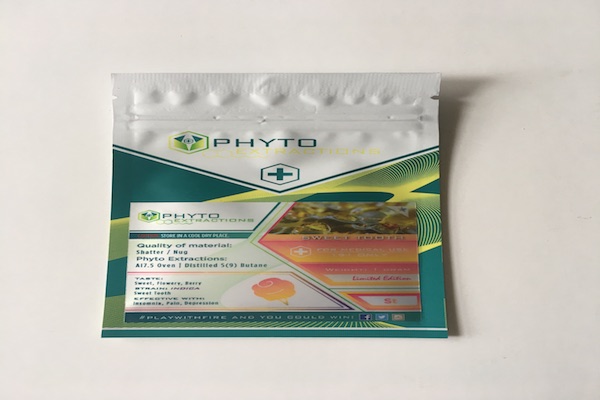 PHYTO
EXTRACTIONS
PHYTO
EXTRACTIONS
STORE IN A COOL DRY PLACE.
Quality of material:
Shatter / Nug
Phyto Extractions:
AI7.5 Oven | Distilled S(9) Butane
TASTE:
Sweet, Flowery, Berry
STRAIN: INDICA
Sweet Tooth
EFFECTIVE WITH:
Insomnia, Pain, Depression
Limited Edition
#PLAYWITHFIRE AND YOU COULD WIN!